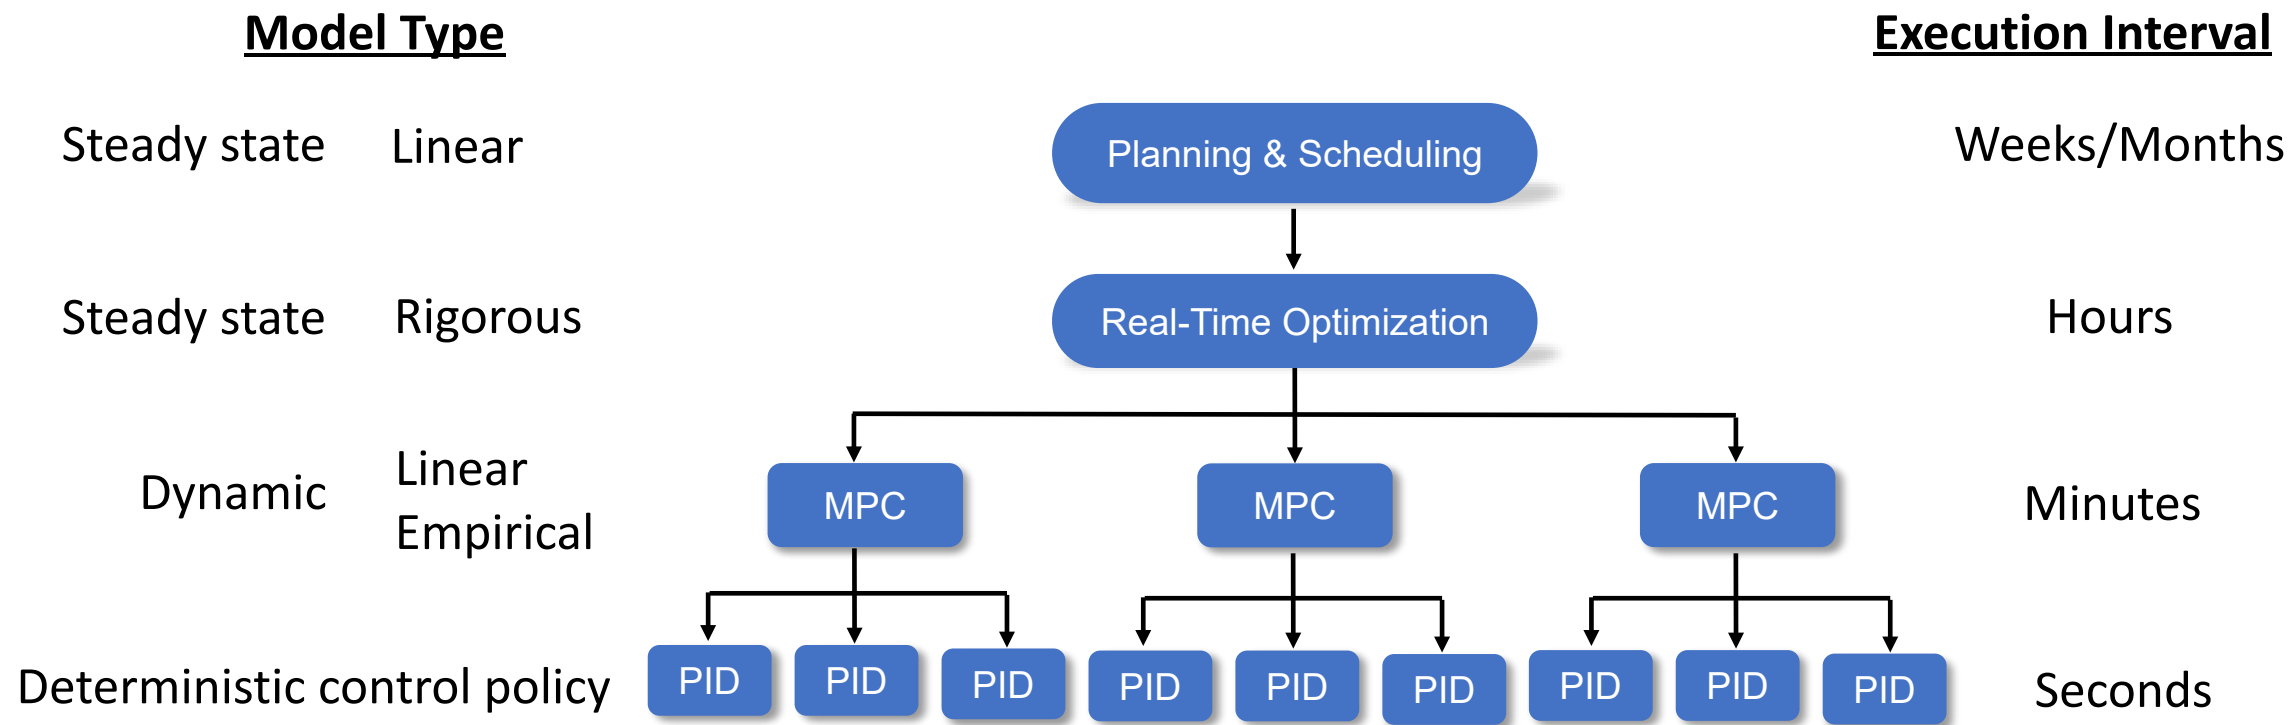 Model Type
Execution Interval
Steady state
Linear
Planning & Scheduling
Weeks/Months
Steady state
Rigorous
Real-Time Optimization
Hours
Dynamic
Linear
Empirical
MPC
MPC
MPC
Minutes
Deterministic control policy
PID
PID
PID
PID
PID
PID
PID
PID
PID
Seconds